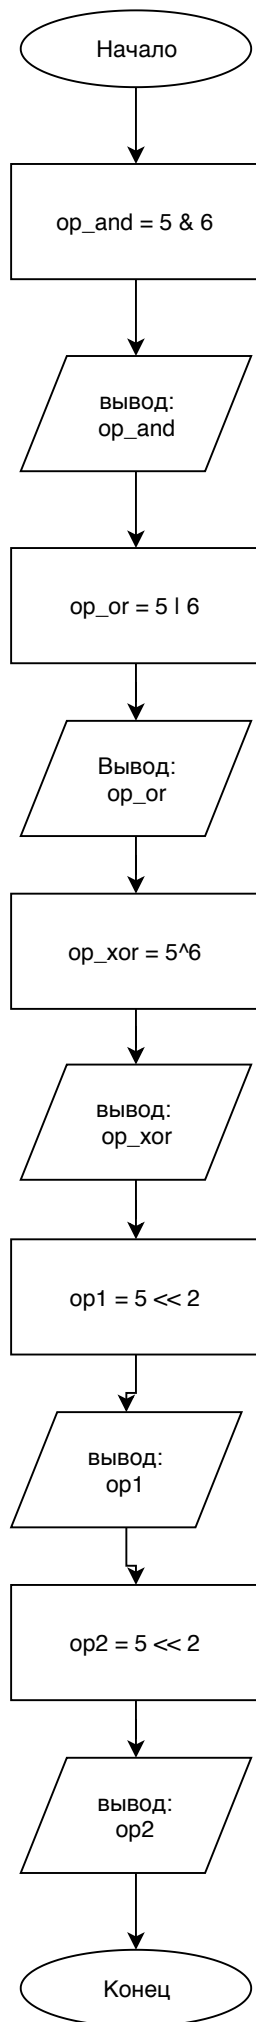 Начало
op_and = 5 & 6
вывод:
op_and
op_or = 5 | 6
Вывод:
op_or
op_xor = 5^6
вывод:
op_xor
op1 = 5 << 2
вывод:
op1
op2 = 5 << 2
вывод:
op2
Конец